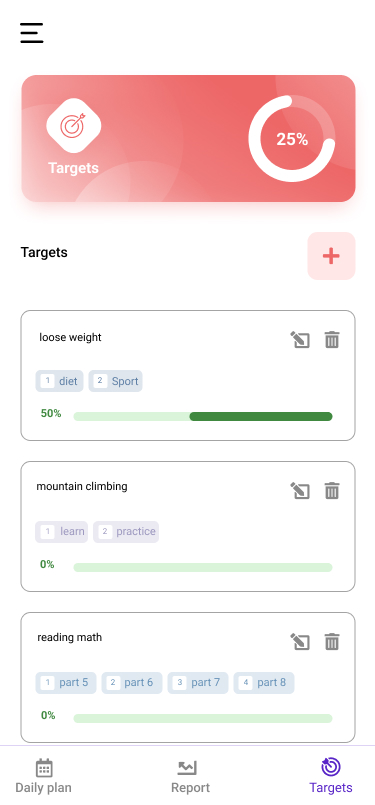 25%
Targets
Targets
+
loose weight
1 diet 2 Sport
50%
mountain climbing
1 learn 2 practice
0%
reading math
1 part 5 2 part 6 3 part 7 4 part 8
0%
Daily plan Report Targets